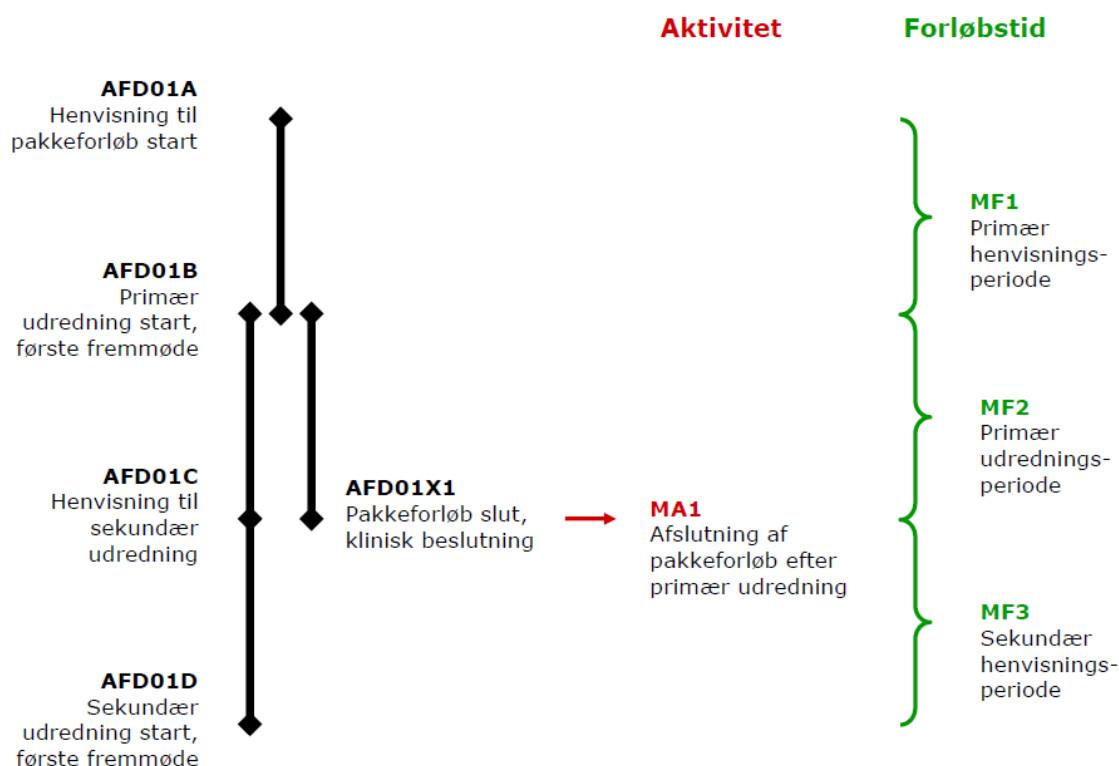 Aktivitet
Forløbstid
AFD01A
Henvisning til
pakkeforløb start
MF1
Primær
henvisnings-
periode
AFD01B
Primær
udredning start,
første fremmøde
MF2
Primær
udrednings-
periode
AFD01C
Henvisning til
sekundær
udredning
AFD01X1
Pakkeforløb slut,
klinisk beslutning
MA1
Afslutning af
pakkeforløb efter
primær udredning
MF3
Sekundær
henvisnings-
periode
AFD01D
Sekundær
udredning start,
første fremmøde